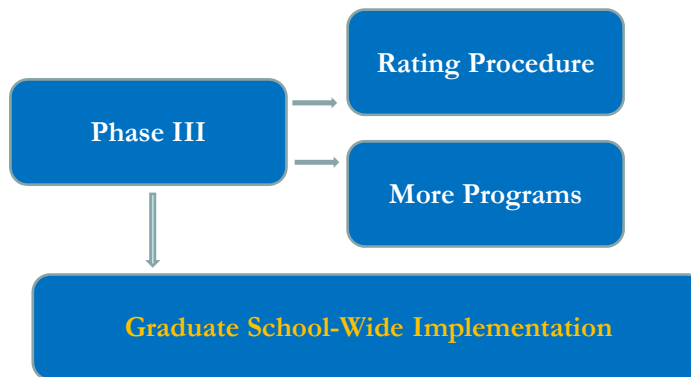 Rating Procedure
Phase III
More Programs
Graduate School-Wide Implementation